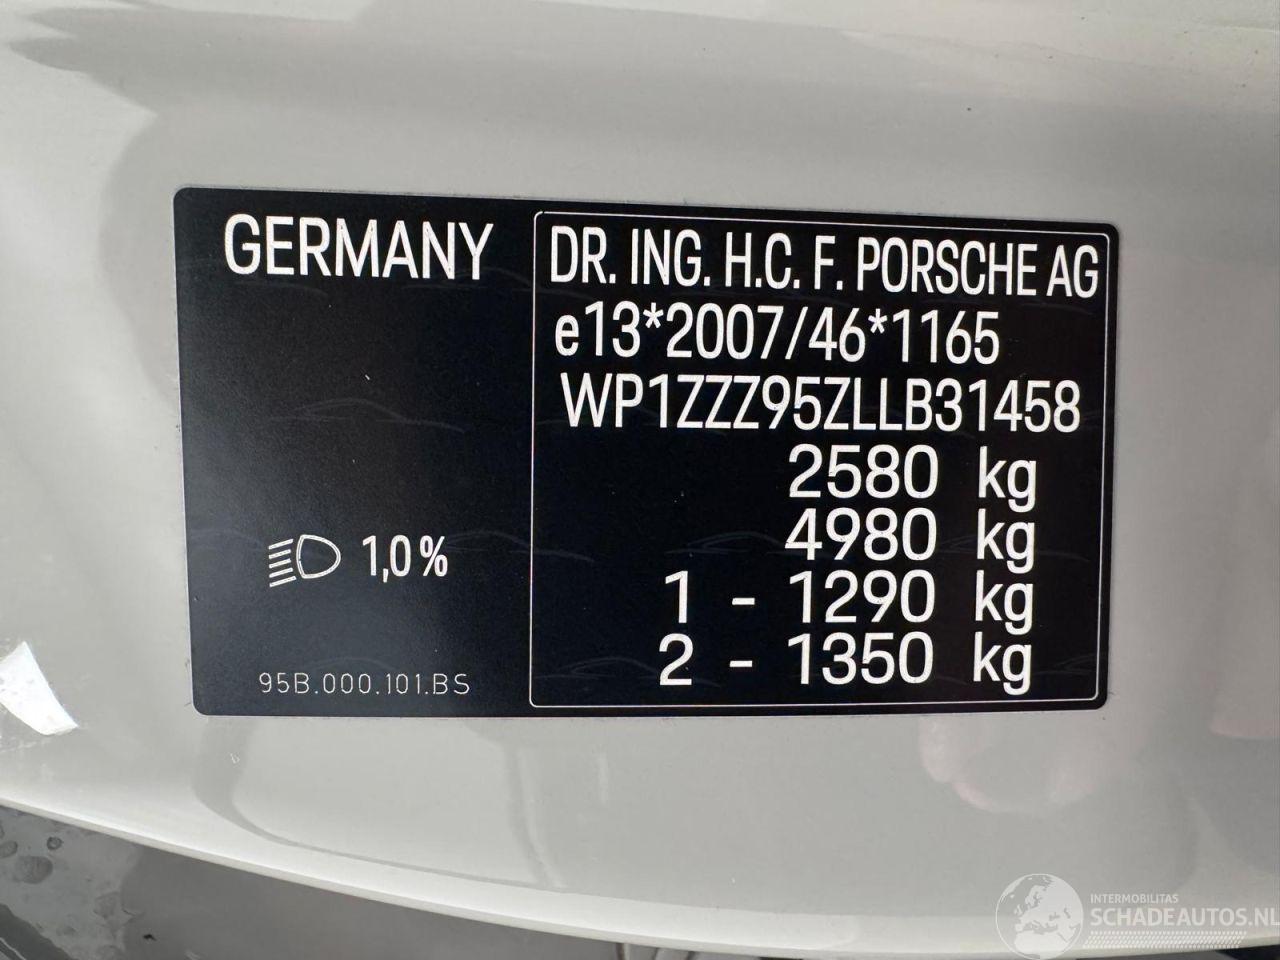 GERMANY
1,0%
95B.000.101.BS
DR. ING. H.C. F. PORSCHE AG
e13*2007/46*1165
WP1ZZZ95ZLLB31458
2580 kg
4980 kg
1 - 1290 kg
2 - 1350 kg
INTERMOBILITAS
SCHADEAUTOS.NL